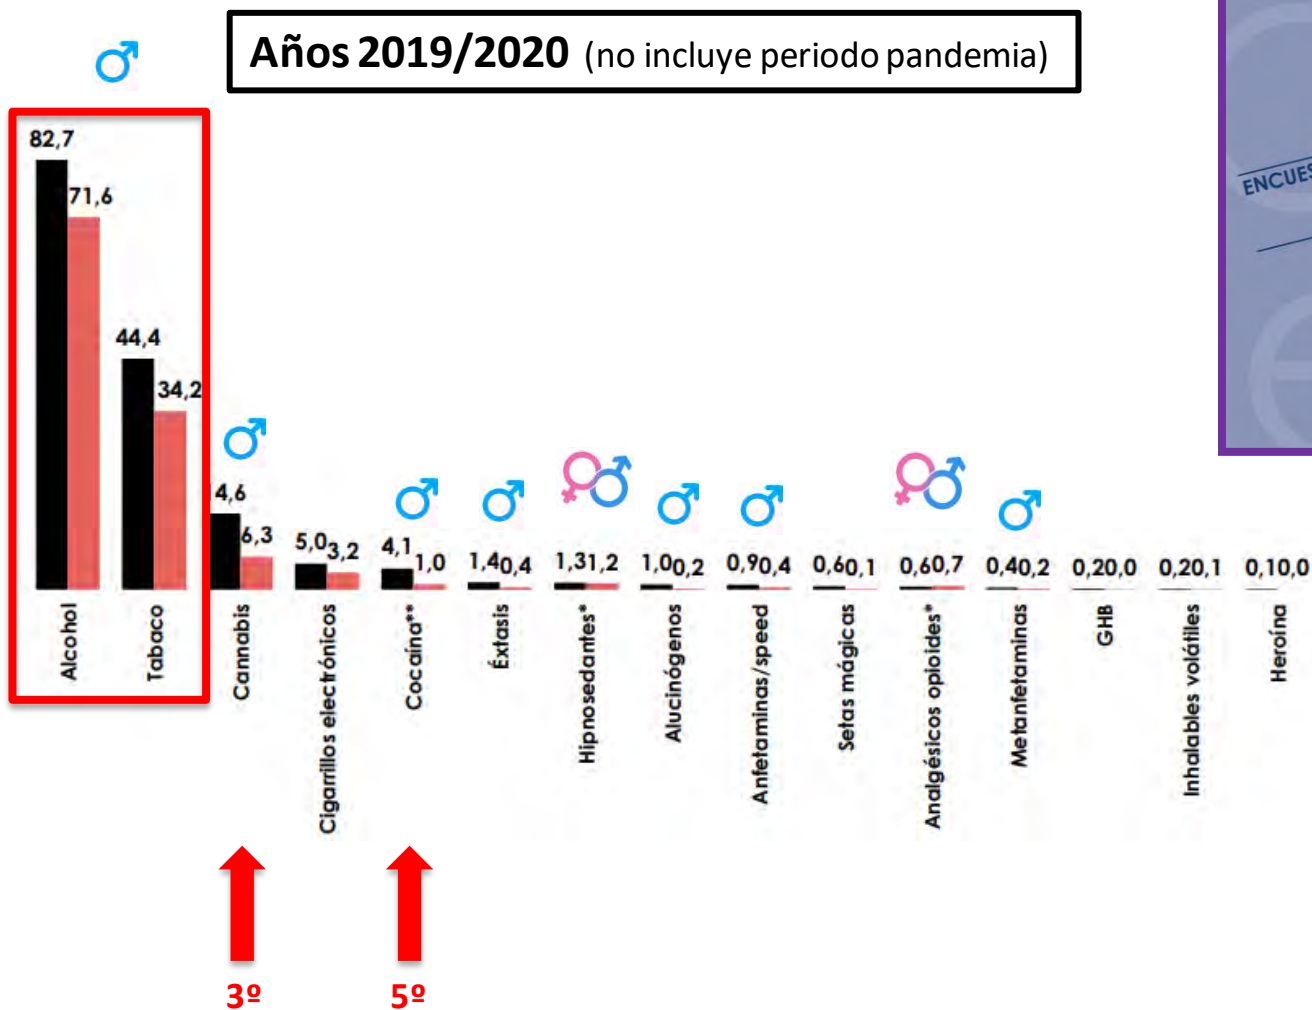 Años 2019/2020 (no incluye periodo pandemia)
ENCUES
82,7
71,6
44,4
34,2
4,6
6,3
5,0
3,2
4,1
1,0
1,4
0,4
1,3
1,2
1,0
0,2
0,9
0,4
0,6
0,1
0,6
0,7
0,4
0,2
0,2
0,0
0,2
0,1
0,1
0,0
Alcohol
Tabaco
Cannabis
Cigarrillos electrónicos
Cocaína**
Éxtasis
Hipnosedantes*
Alucinógenos
Anfetaminas/speed
Setas mágicas
Analgésicos opioides*
Metanfetaminas
GHB
Inhalables volátiles
Heroína
3º
5º